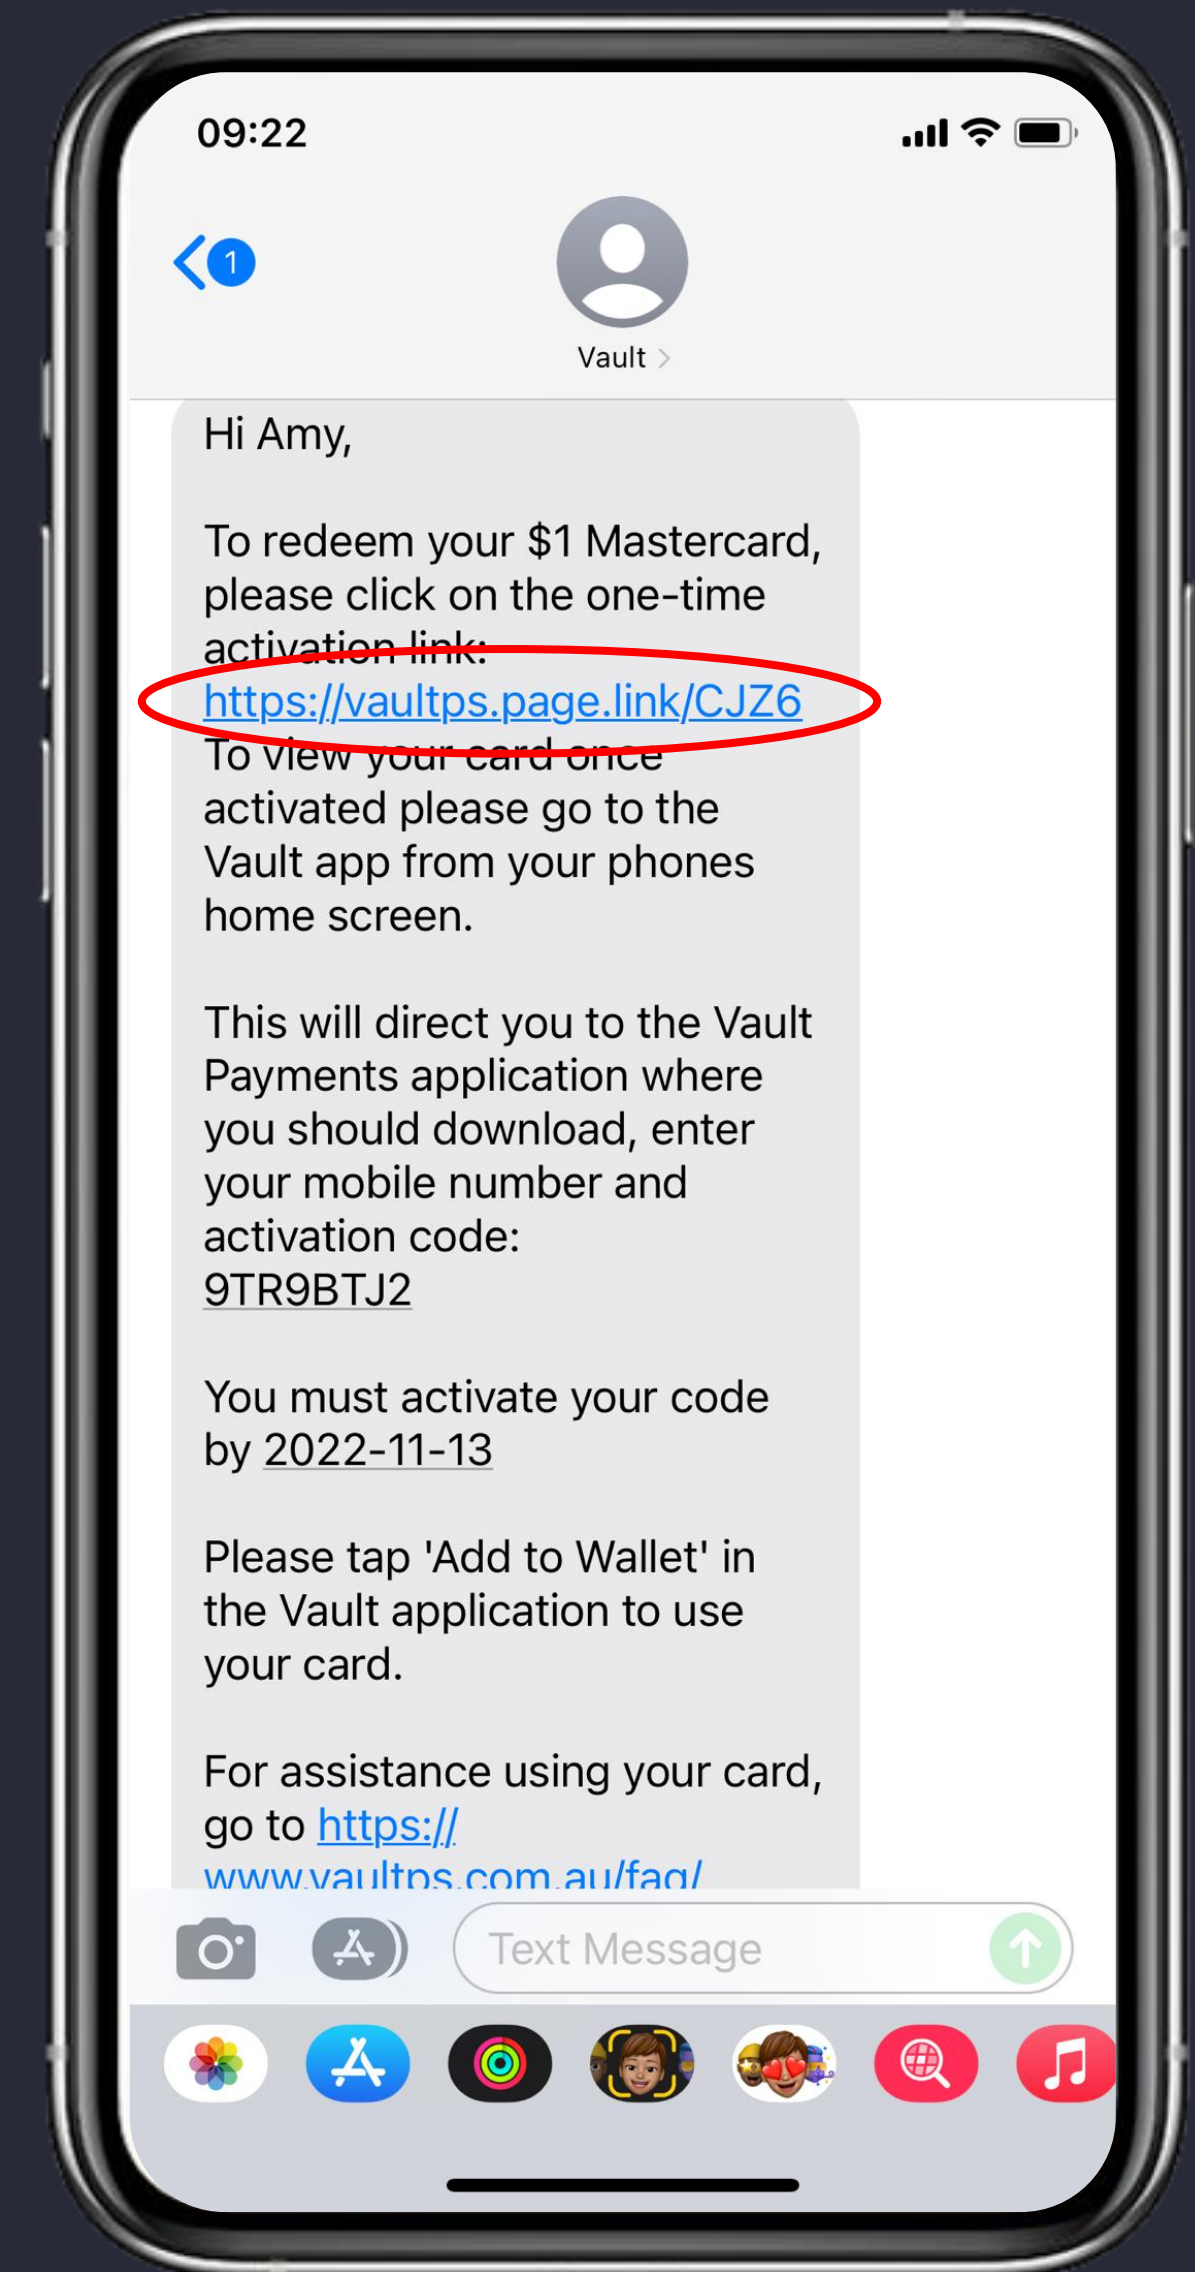 09:22
1
Vault
Hi Amy,
To redeem your $1 Mastercard,
please click on the one-time
activation link:
https://vaultps.page.link/CJZ6
To view your card once
activated please go to the
Vault app from your phones
home screen.
This will direct you to the Vault
Payments application where
you should download, enter
your mobile number and
activation code:
9TR9BTJ2
You must activate your code
by 2022-11-13
Please tap 'Add to Wallet' in
the Vault application to use
your card.
For assistance using your card,
go to https://
www.vaultps.com.au/faq/
Text Message